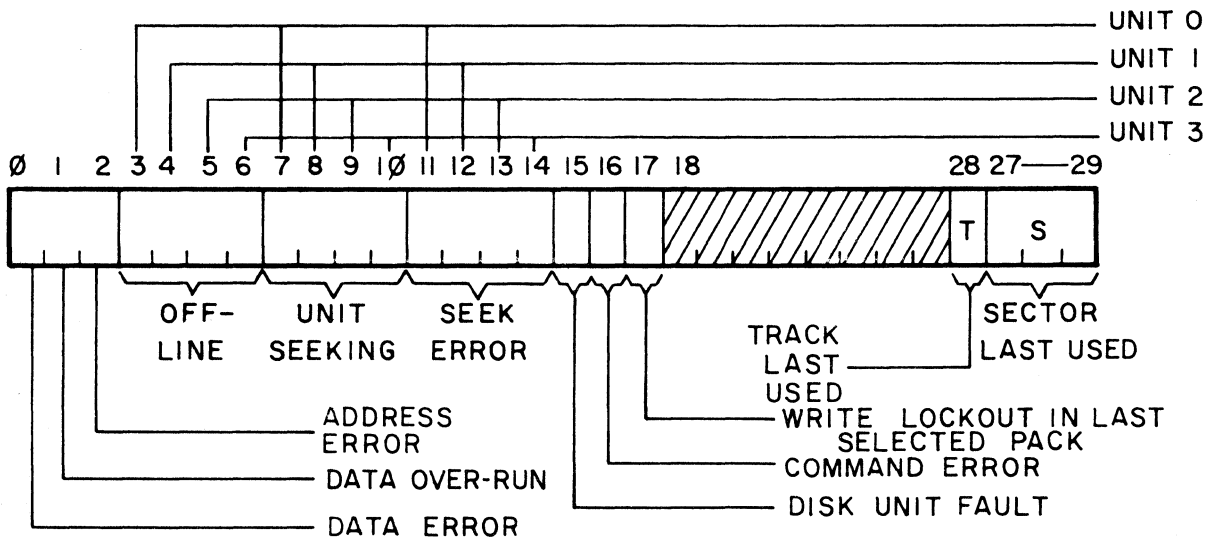 UNIT 0
UNIT 1
UNIT 2
UNIT 3
Ø 1 2 3 4 5 6 7 8 9 1Ø 11 12 13 14 15 16 17 18 28 27—29
T S
OFF-
LINE
UNIT
SEEKING
SEEK
ERROR
TRACK
LAST
USED
SECTOR
LAST USED
ADDRESS
ERROR
WRITE LOCKOUT IN LAST
SELECTED PACK
COMMAND ERROR
DATA OVER-RUN
DISK UNIT FAULT
DATA ERROR